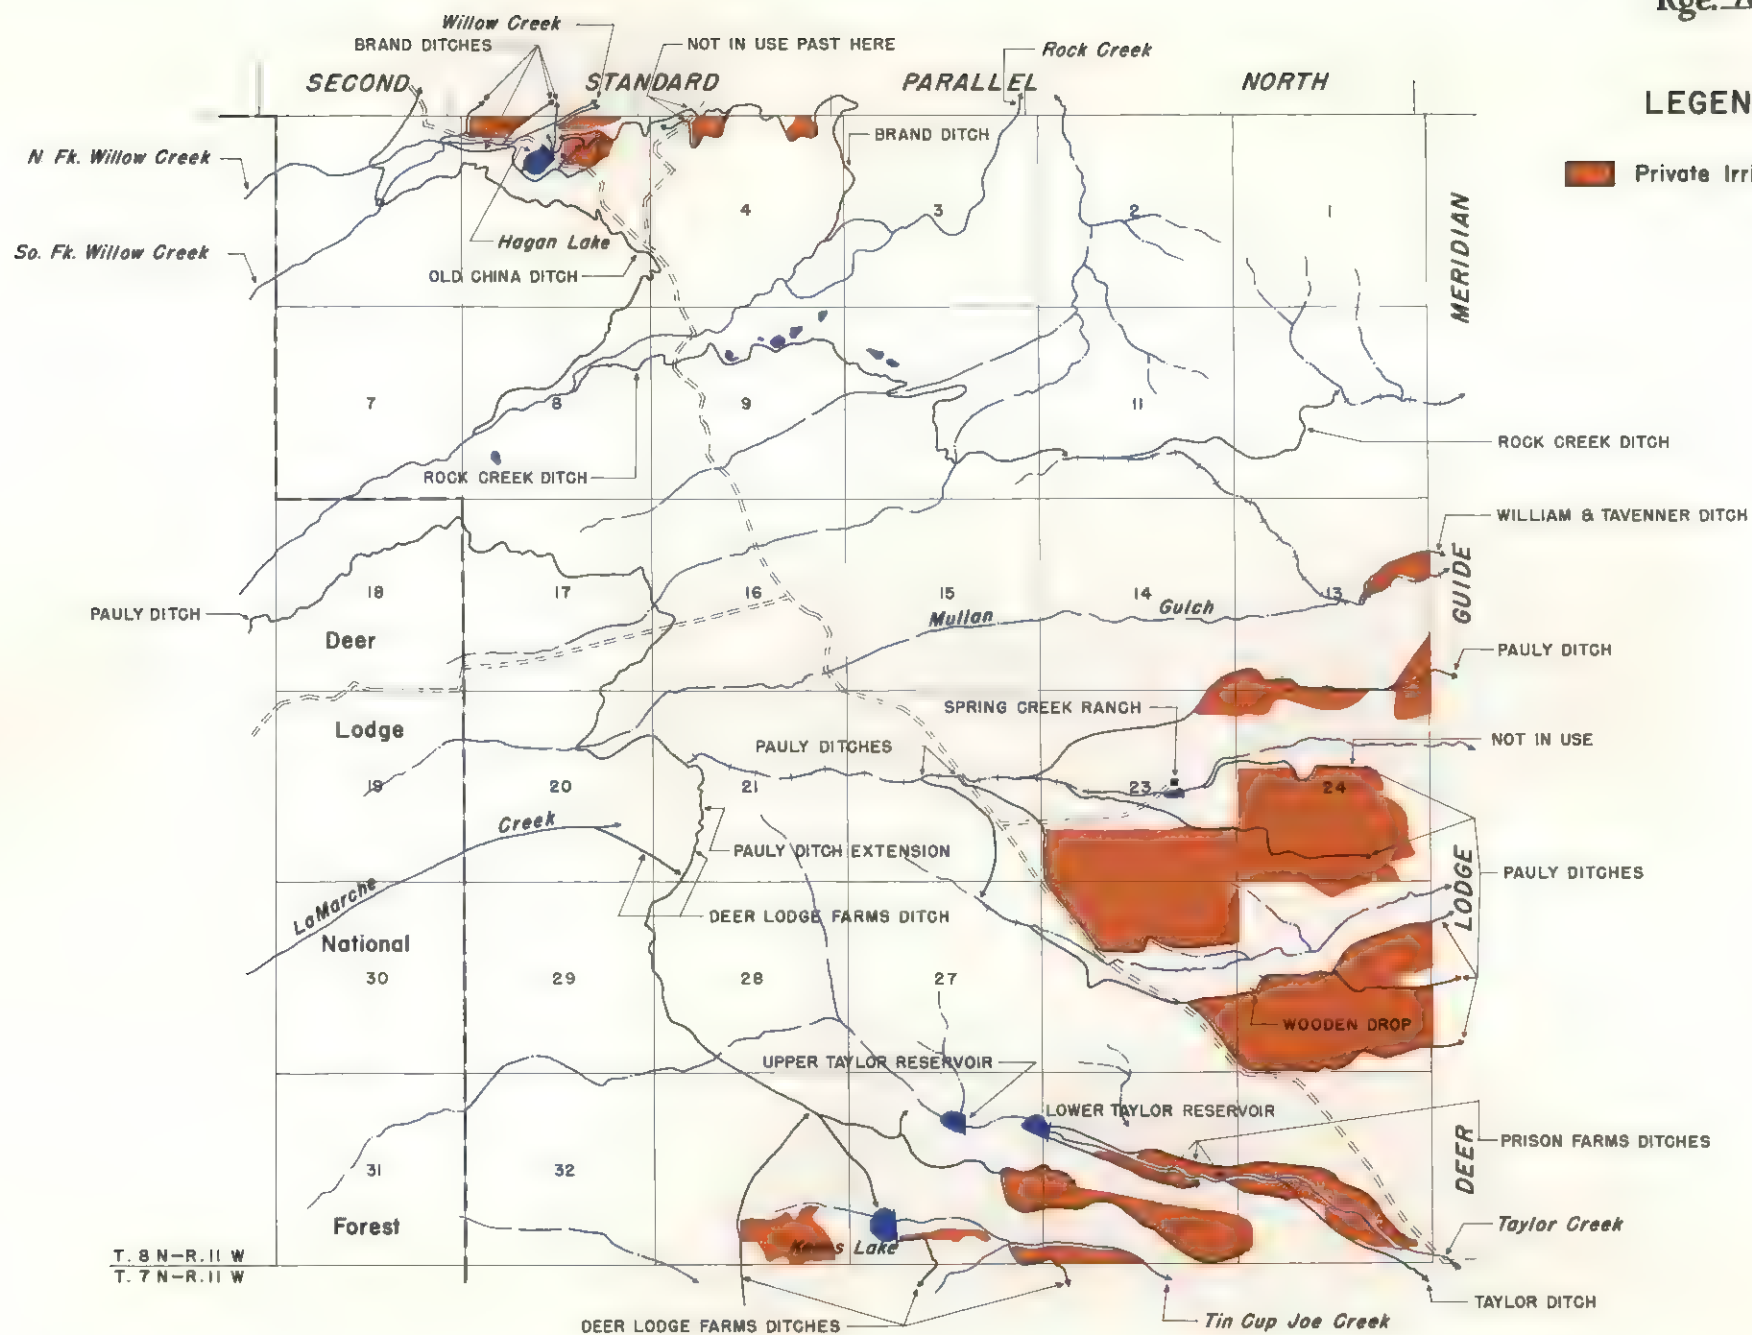 Rge.
Willow Creek
BRAND DITCHES
NOT IN USE PAST HERE
Rock Creek
SECOND STANDARD PARALLEL NORTH
LEGEN
N. Fk. Willow Creek
BRAND DITCH
Private Irri
4
3
2
1
MERIDIAN
So. Fk. Willow Creek
Hagan Lake
OLD CHINA DITCH
7
8
9
11
ROCK CREEK DITCH
ROCK CREEK DITCH
WILLIAM & TAVENNER DITCH
PAULY DITCH
18
17
16
15
14
13
GUIDE
Mullan Gulch
Deer
PAULY DITCH
SPRING CREEK RANCH
Lodge
PAULY DITCHES
NOT IN USE
19
20
21
23
24
Creek
PAULY DITCH EXTENSION
PAULY DITCHES
LaMarche
DEER LODGE FARMS DITCH
LODGE
National
30
29
28
27
WOODEN DROP
UPPER TAYLOR RESERVOIR
LOWER TAYLOR RESERVOIR
PRISON FARMS DITCHES
31
32
DEER
Forest
Taylor Creek
Lake
T. 8 N-R. 11 W
T. 7 N-R. 11 W
TAYLOR DITCH
DEER LODGE FARMS DITCHES
Tin Cup Joe Creek